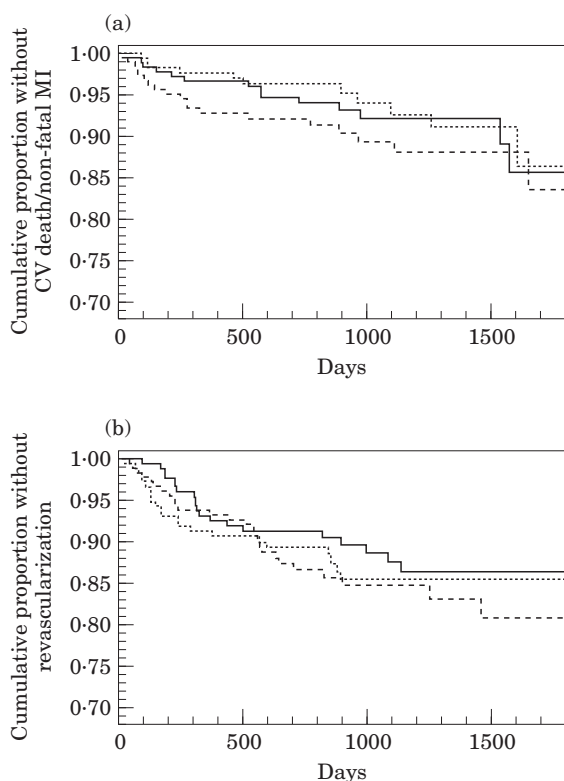 (a)
Cumulative proportion without
CV death/non-fatal MI
1·00
0·95
0·90
0·85
0·80
0·75
0·70
0
500
1000
1500
Days
(b)
Cumulative proportion without
revascularization
1·00
0·95
0·90
0·85
0·80
0·75
0·70
0
500
1000
1500
Days